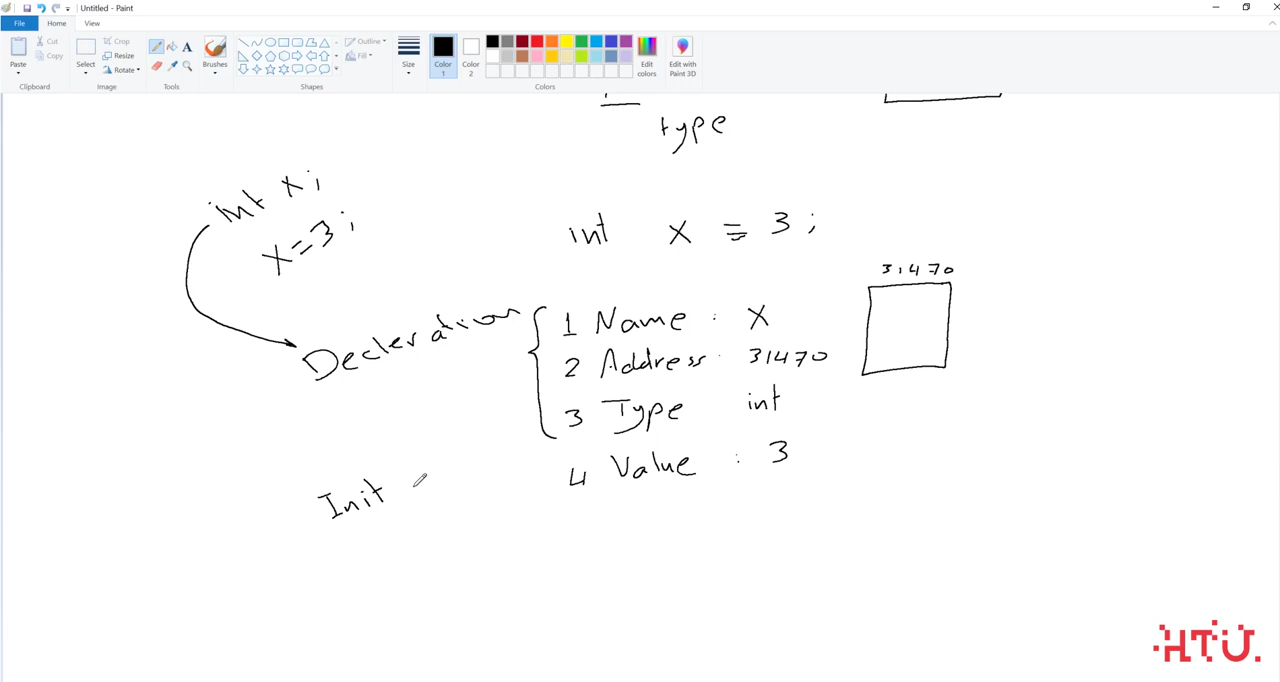 Untitled - Paint
File Home View
Paste
Cut
Copy
Clipboard
Select
Crop
Resize
Rotate
Image
A
Tools
Brushes
Outline
Fill
Shapes
Size
Color 1
Color 2
Edit colors
Colors
Edit with Paint 3D
type
int x;
x=3;
int x = 3;
31470
Decleration
1 Name : X
2 Address : 31470
3 Type int
4 Value : 3
Init
HTU.